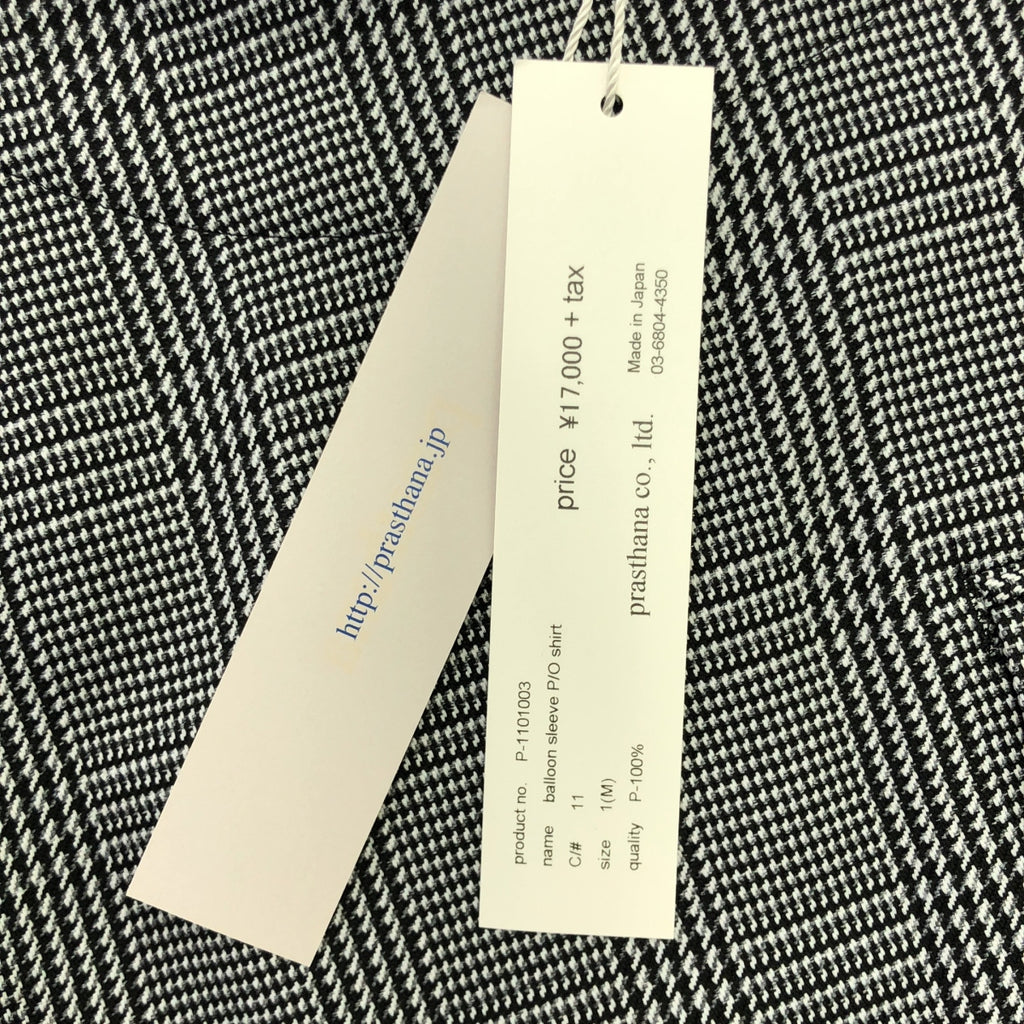 http://prasthana.jp
product no. P-1101003
name balloon sleeve P/O shirt
C/# 11
size 1(M)
quality P-100%
price ¥17,000 + tax
prasthana co., ltd.
Made in Japan
03-6804-4350